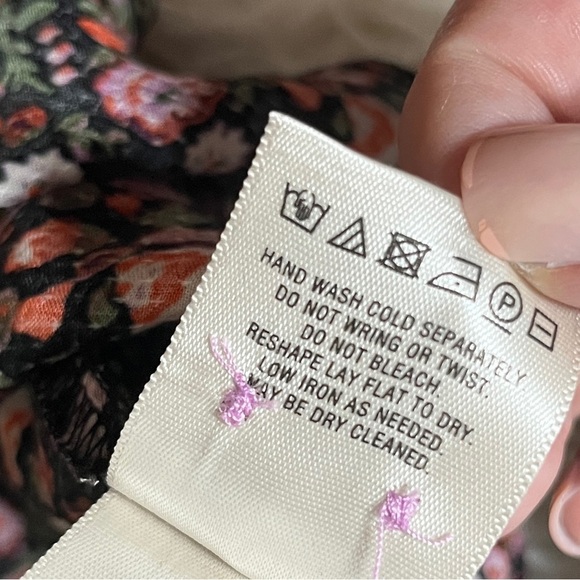 P
HAND WASH COLD SEPARATELY
DO NOT WRING OR TWIST.
DO NOT BLEACH.
RESHAPE LAY FLAT TO DRY.
LOW IRON AS NEEDED.
MAY BE DRY CLEANED.